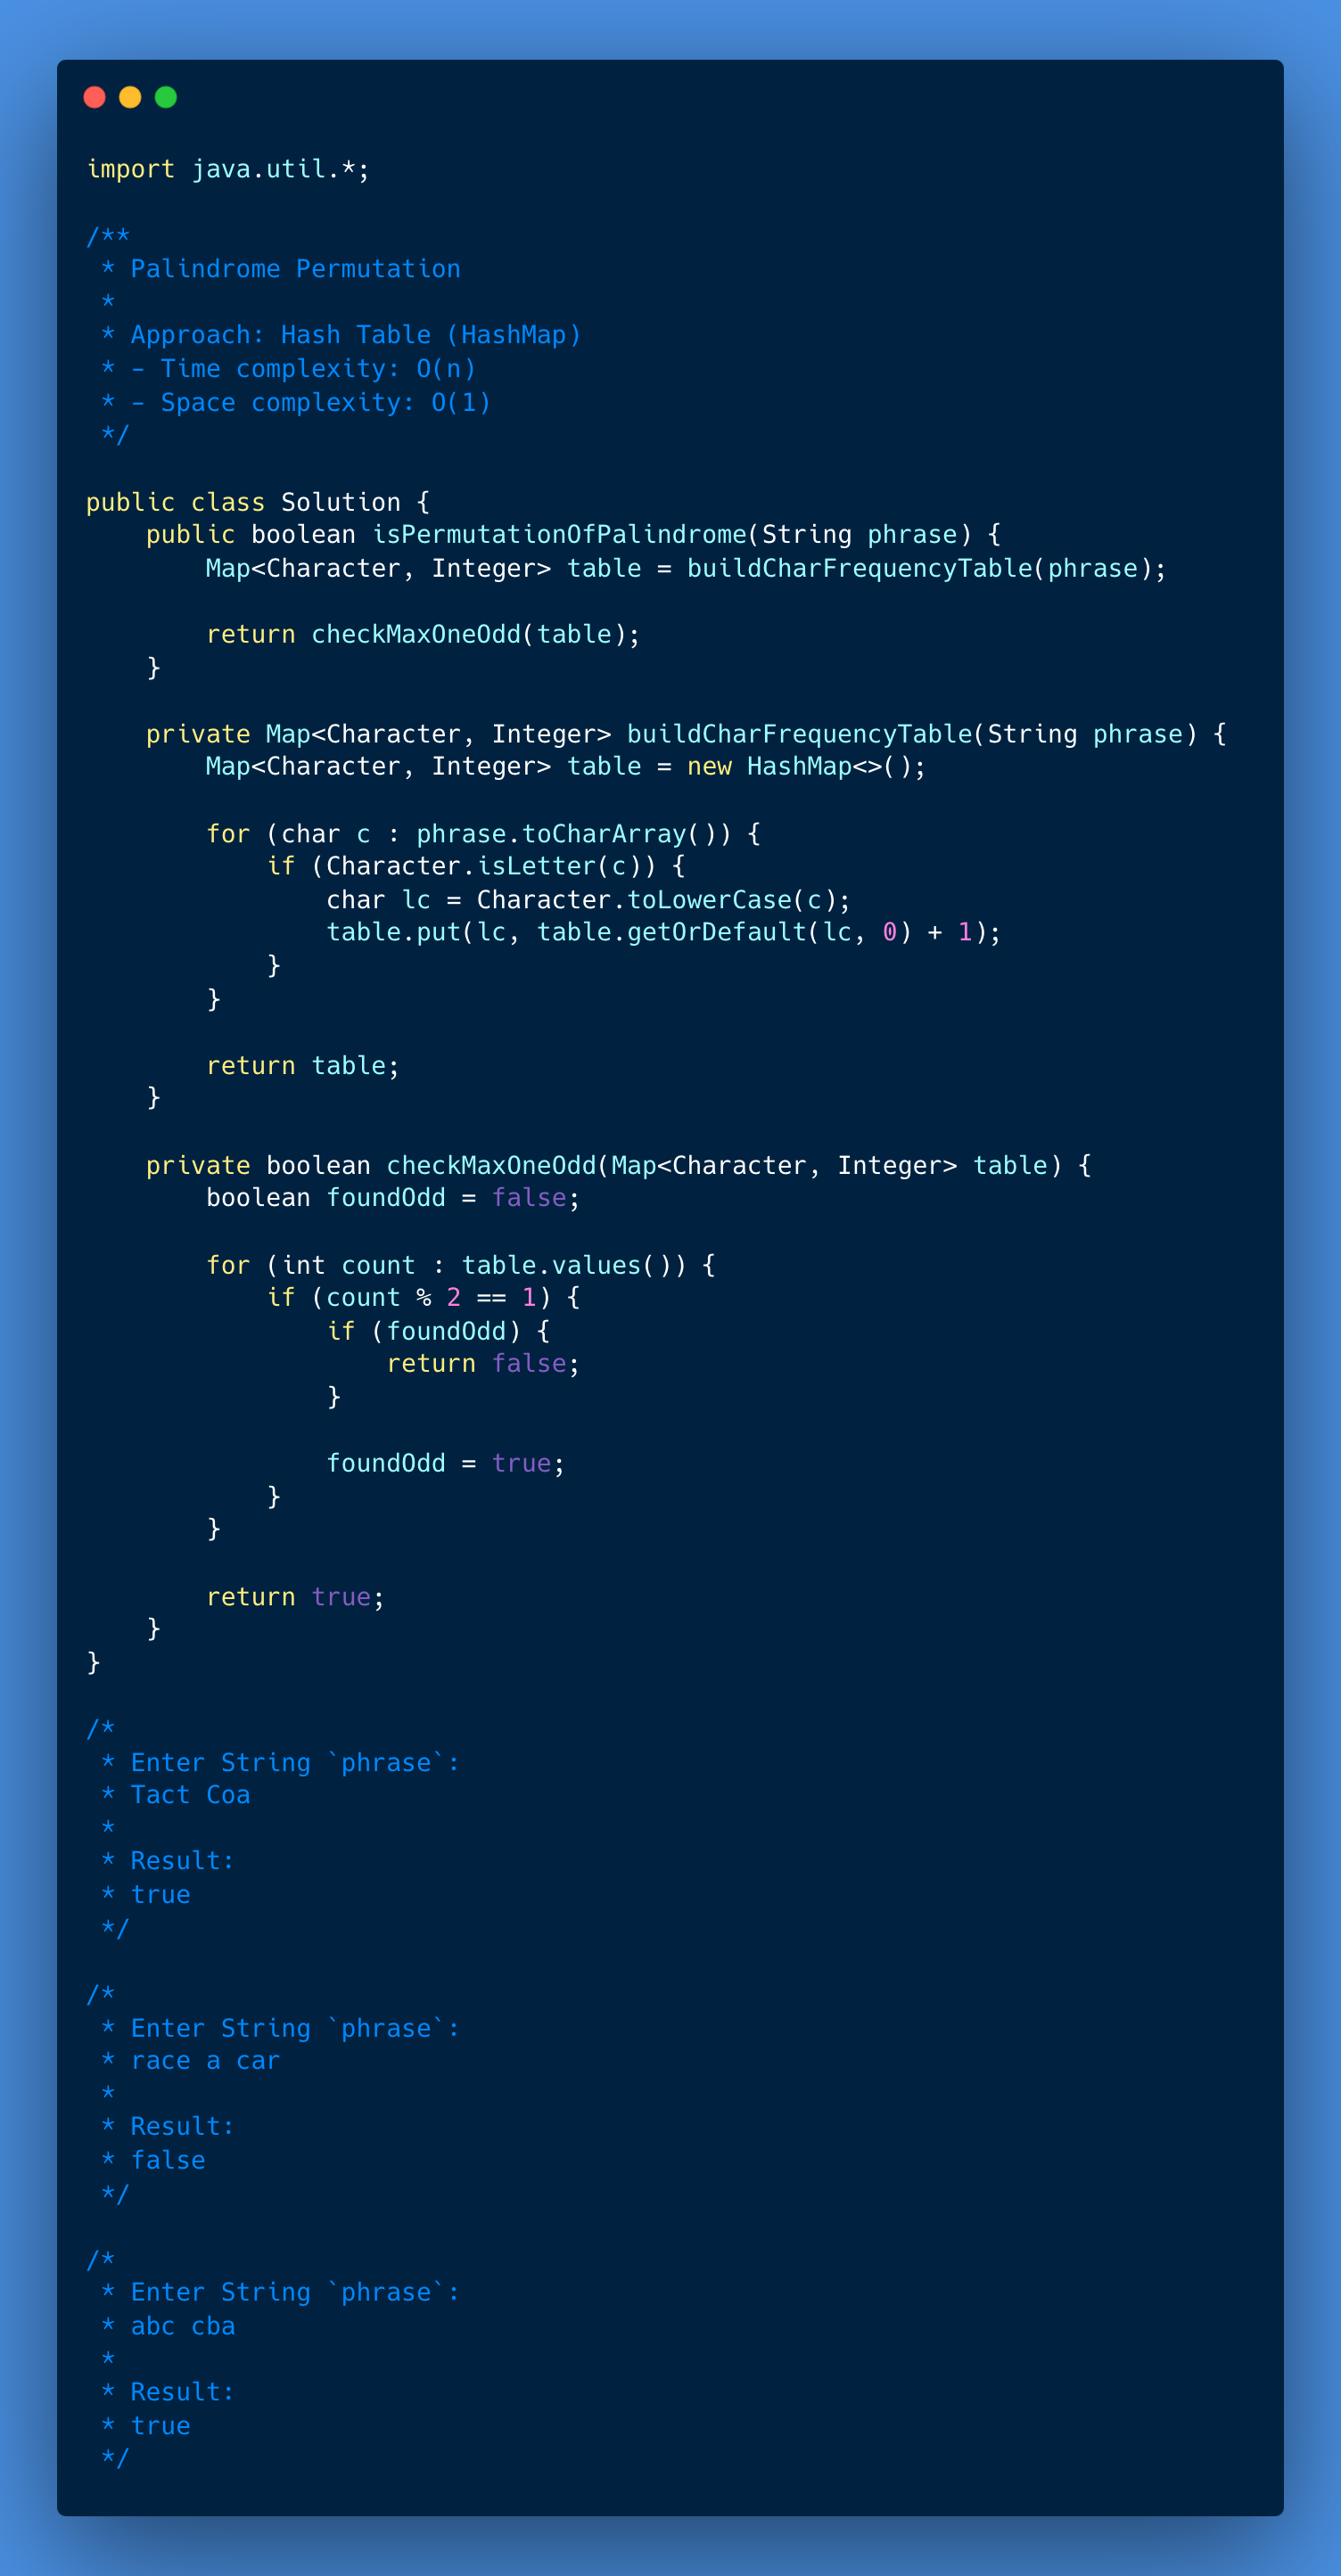 import java.util.*;

/**
 * Palindrome Permutation
 *
 * Approach: Hash Table (HashMap)
 * - Time complexity: O(n)
 * - Space complexity: O(1)
 */

public class Solution {
    public boolean isPermutationOfPalindrome(String phrase) {
        Map<Character, Integer> table = buildCharFrequencyTable(phrase);

        return checkMaxOneOdd(table);
    }

    private Map<Character, Integer> buildCharFrequencyTable(String phrase) {
        Map<Character, Integer> table = new HashMap<>();

        for (char c : phrase.toCharArray()) {
            if (Character.isLetter(c)) {
                char lc = Character.toLowerCase(c);
                table.put(lc, table.getOrDefault(lc, 0) + 1);
            }
        }

        return table;
    }

    private boolean checkMaxOneOdd(Map<Character, Integer> table) {
        boolean foundOdd = false;

        for (int count : table.values()) {
            if (count % 2 == 1) {
                if (foundOdd) {
                    return false;
                }

                foundOdd = true;
            }
        }

        return true;
    }
}

/*
 * Enter String `phrase`:
 * Tact Coa
 *
 * Result:
 * true
 */

/*
 * Enter String `phrase`:
 * race a car
 *
 * Result:
 * false
 */

/*
 * Enter String `phrase`:
 * abc cba
 *
 * Result:
 * true
 */